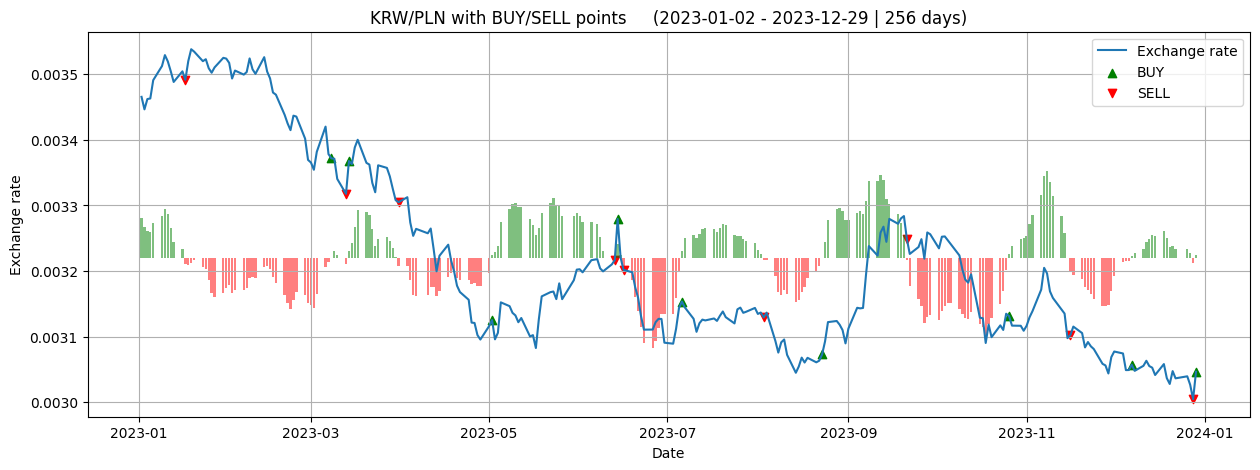 KRW/PLN with BUY/SELL points     (2023-01-02 - 2023-12-29 | 256 days)
Exchange rate
BUY
SELL
0.0035
0.0034
0.0033
0.0032
0.0031
0.0030
Exchange rate
2023-01
2023-03
2023-05
2023-07
2023-09
2023-11
2024-01
Date